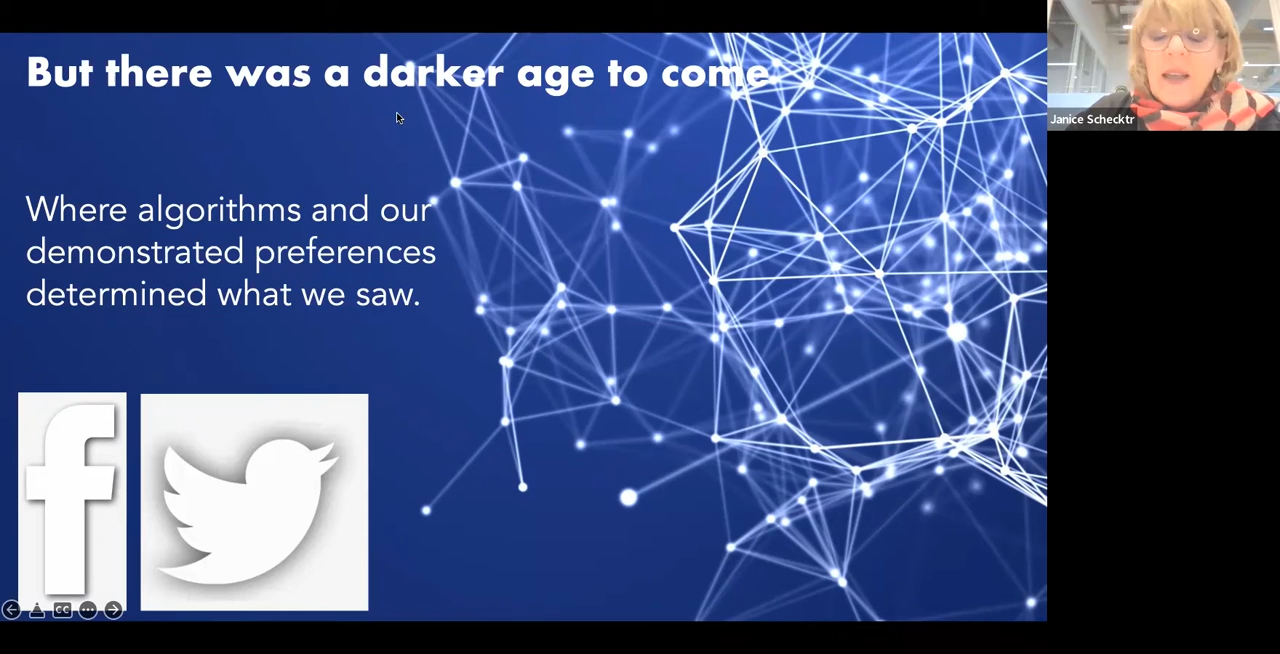 But there was a darker age to come.
Where algorithms and our
demonstrated preferences
determined what we saw.
f
CC
Janice Schecktr